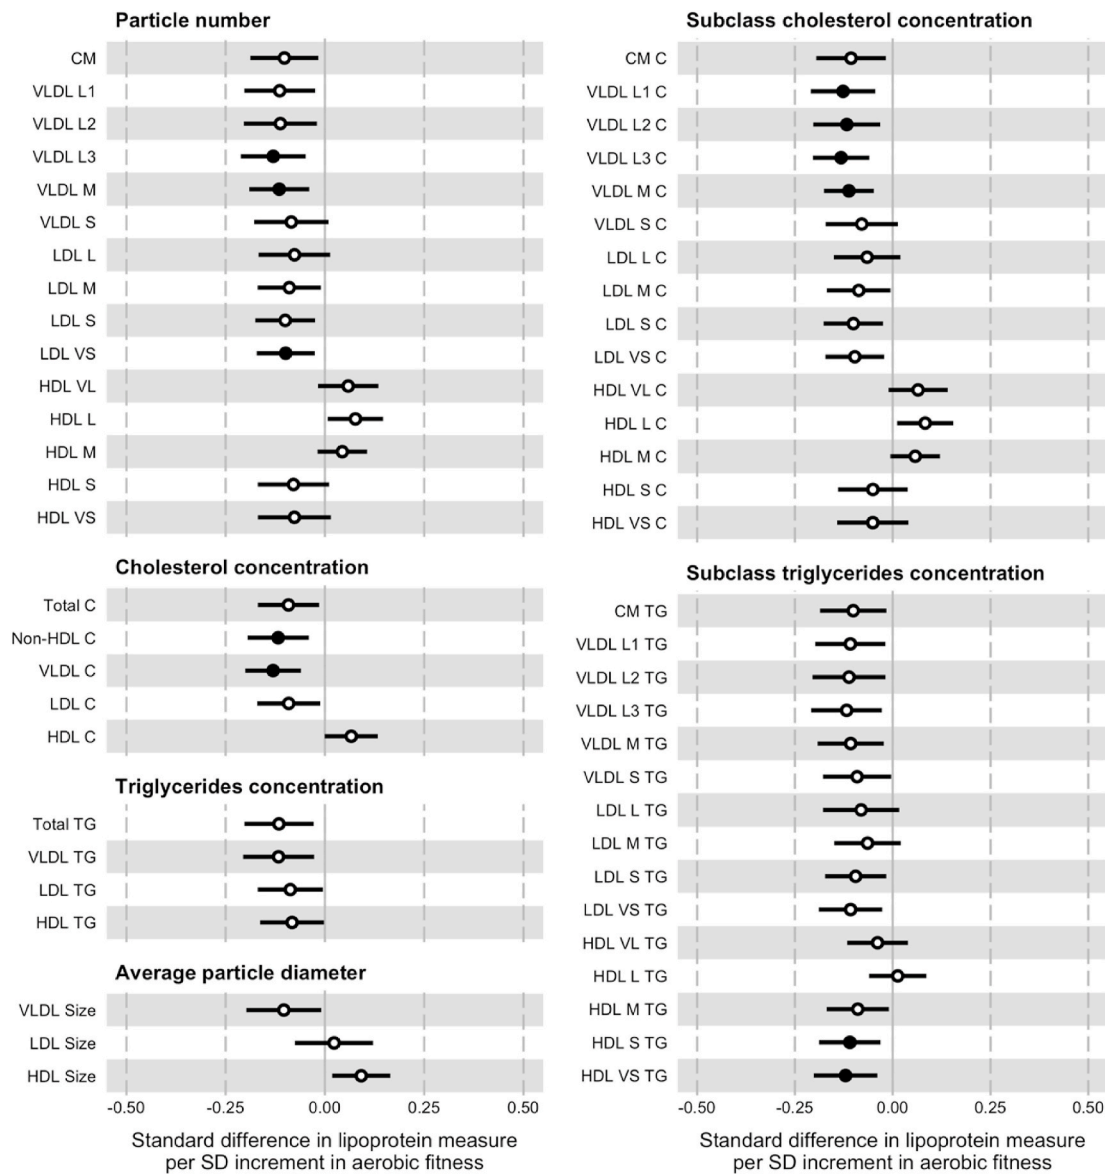 Particle number
CM
VLDL L1
VLDL L2
VLDL L3
VLDL M
VLDL S
LDL L
LDL M
LDL S
LDL VS
HDL VL
HDL L
HDL M
HDL S
HDL VS
Cholesterol concentration
Total C
Non-HDL C
VLDL C
LDL C
HDL C
Triglycerides concentration
Total TG
VLDL TG
LDL TG
HDL TG
Average particle diameter
VLDL Size
LDL Size
HDL Size
-0.50 -0.25 0.00 0.25 0.50
Standard difference in lipoprotein measure
per SD increment in aerobic fitness
Subclass cholesterol concentration
CM C
VLDL L1 C
VLDL L2 C
VLDL L3 C
VLDL M C
VLDL S C
LDL L C
LDL M C
LDL S C
LDL VS C
HDL VL C
HDL L C
HDL M C
HDL S C
HDL VS C
Subclass triglycerides concentration
CM TG
VLDL L1 TG
VLDL L2 TG
VLDL L3 TG
VLDL M TG
VLDL S TG
LDL L TG
LDL M TG
LDL S TG
LDL VS TG
HDL VL TG
HDL L TG
HDL M TG
HDL S TG
HDL VS TG
-0.50 -0.25 0.00 0.25 0.50
Standard difference in lipoprotein measure
per SD increment in aerobic fitness